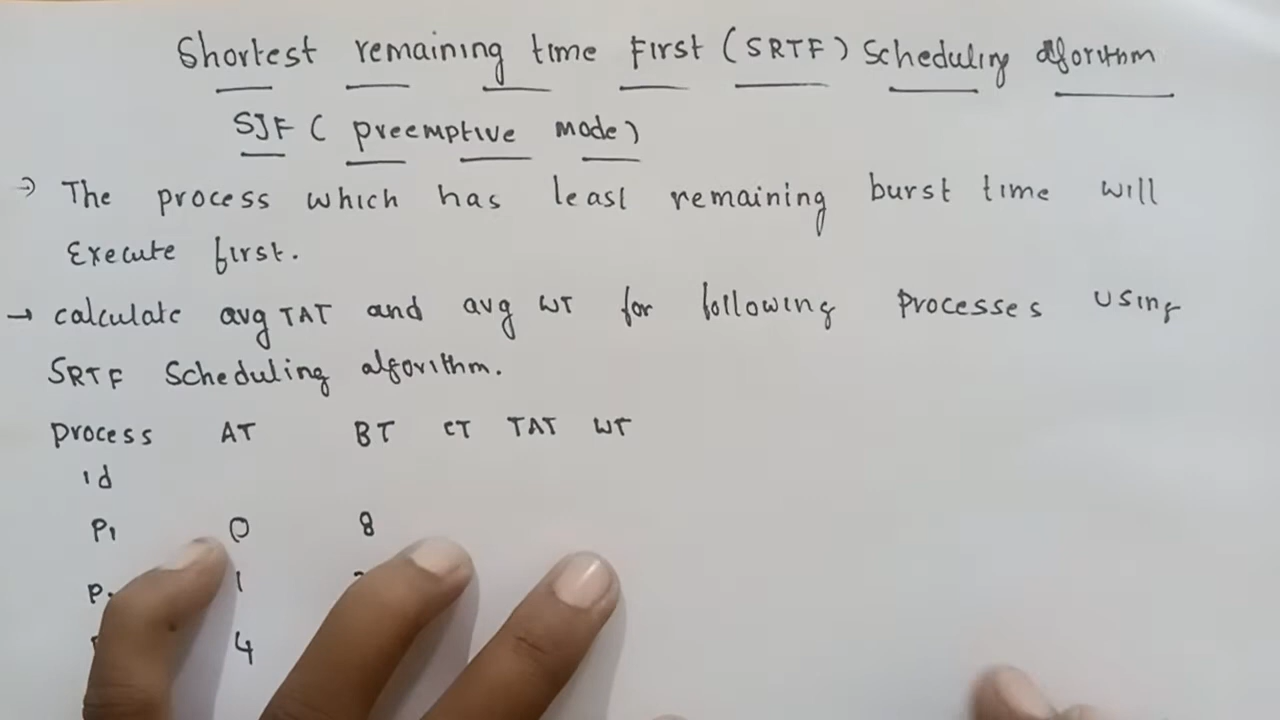 Shortest remaining time First (SRTF) Scheduling algorithm
SJF (preemptive mode)
→ The process which has least remaining burst time will
Execute first.
→ calculate avg TAT and avg WT for following processes using
SRTF Scheduling algorithm.
process AT BT CT TAT WT
id
P1 0 8
1
4